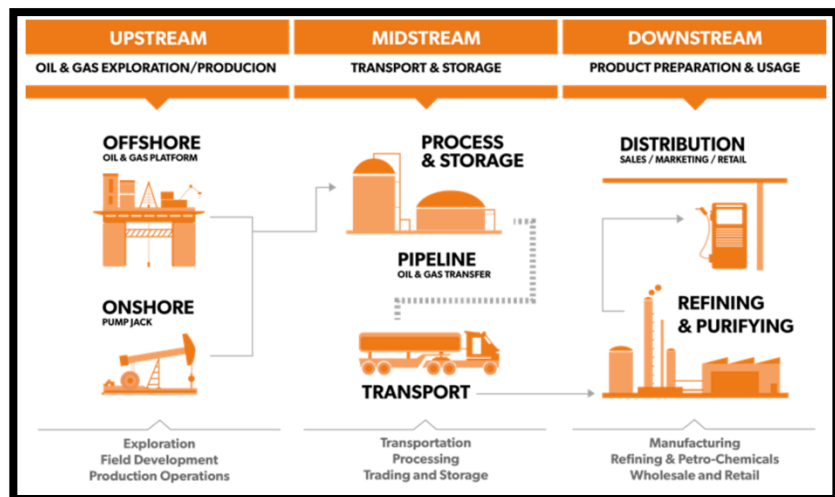 UPSTREAM
OIL & GAS EXPLORATION/PRODUCION
OFFSHORE
OIL & GAS PLATFORM
ONSHORE
PUMP JACK
Exploration
Field Development
Production Operations
MIDSTREAM
TRANSPORT & STORAGE
PROCESS
& STORAGE
PIPELINE
OIL & GAS TRANSFER
TRANSPORT
Transportation
Processing
Trading and Storage
DOWNSTREAM
PRODUCT PREPARATION & USAGE
DISTRIBUTION
SALES / MARKETING / RETAIL
REFINING
& PURIFYING
Manufacturing
Refining & Petro-Chemicals
Wholesale and Retail